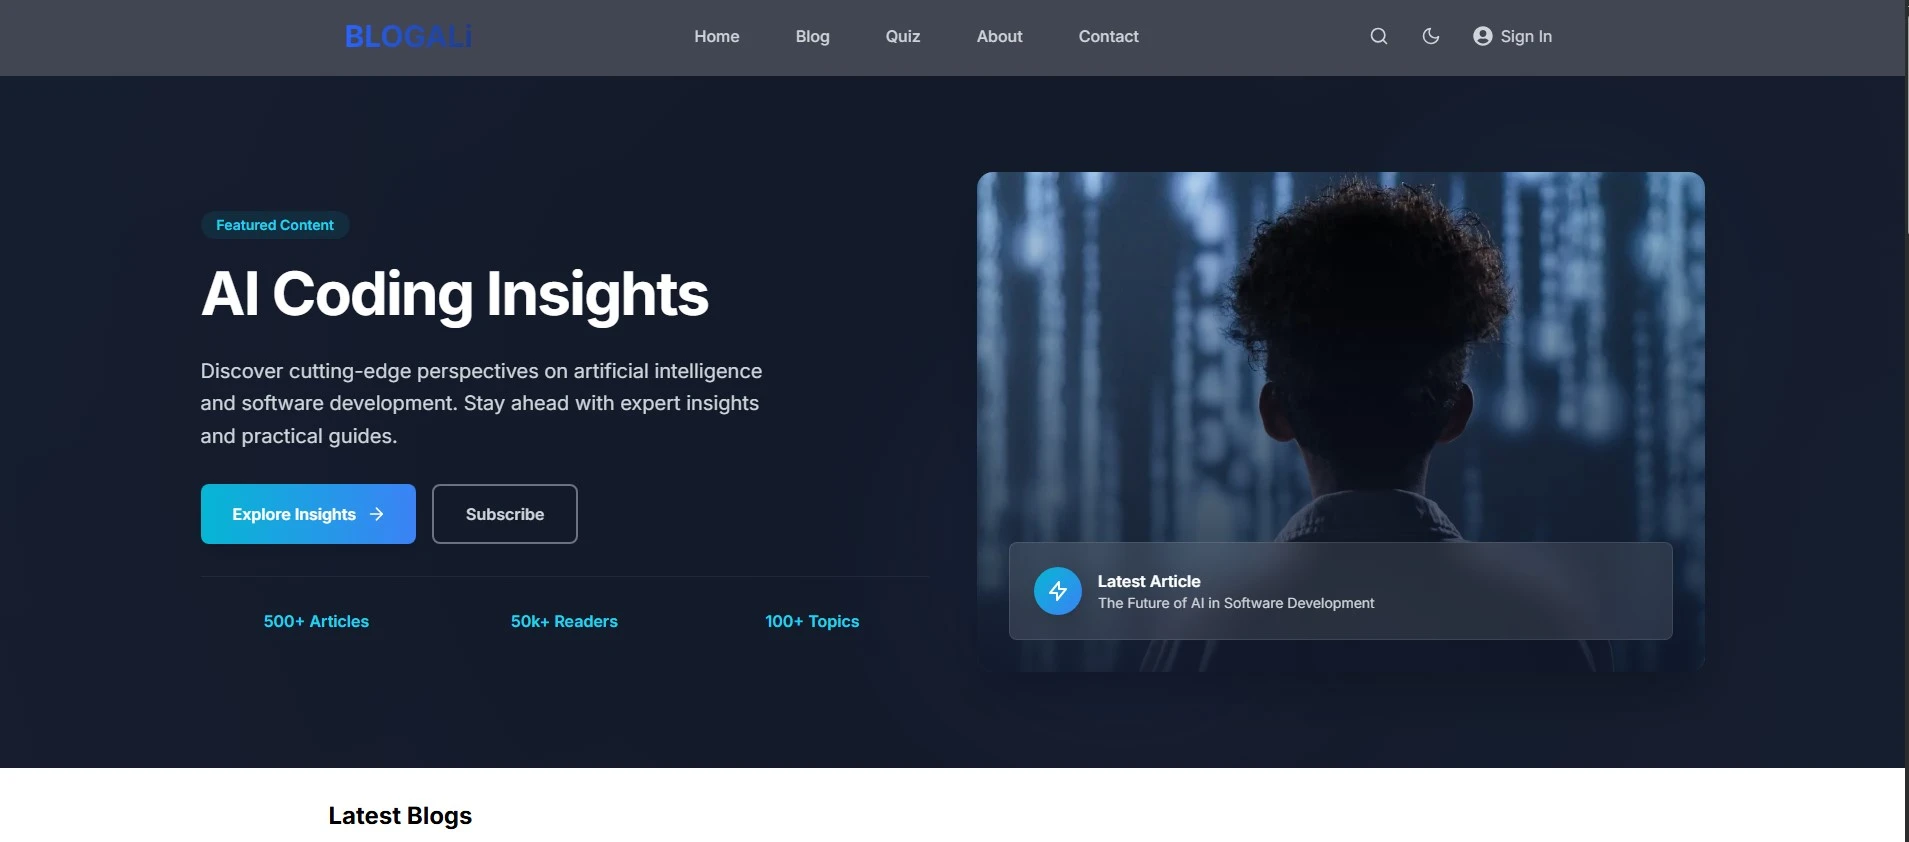 BLOGALi
Home Blog Quiz About Contact
Sign In
Featured Content
AI Coding Insights
Discover cutting-edge perspectives on artificial intelligence
and software development. Stay ahead with expert insights
and practical guides.
Explore Insights
Subscribe
500+ Articles
50k+ Readers
100+ Topics
Latest Article
The Future of AI in Software Development
Latest Blogs